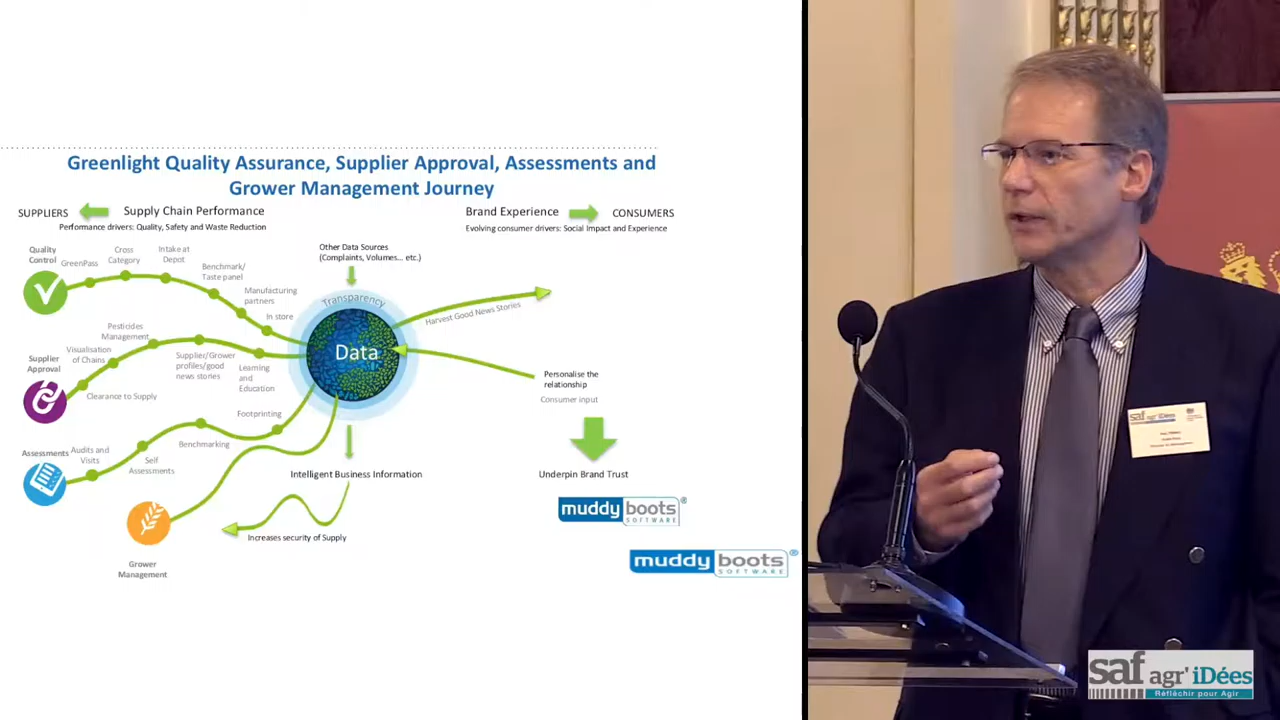 Greenlight Quality Assurance, Supplier Approval, Assessments and
Grower Management Journey
SUPPLIERS
Supply Chain Performance
Performance drivers: Quality, Safety and Waste Reduction
Brand Experience
CONSUMERS
Evolving consumer drivers: Social Impact and Experience
Quality
Control
GreenPass
Cross
Category
Intake at
Depot
Benchmark/
Taste panel
Manufacturing
partners
In store
Other Data Sources
(Complaints, Volumes... etc.)
Transparency
Data
Harvest Good News Stories
Supplier
Approval
Clearance to Supply
Visualisation
of Chains
Pesticides
Management
Supplier/Grower
profiles/good
news stories
Learning
and
Education
Personalise the
relationship
Consumer input
Underpin Brand Trust
Assessments
Audits and
Visits
Self
Assessments
Benchmarking
Footprinting
Intelligent Business Information
Increases security of Supply
Grower
Management
muddy boots®
SOFTWARE
muddy boots®
SOFTWARE
saf agr'iDées
saf agr'iDées
Réfléchir pour Agir